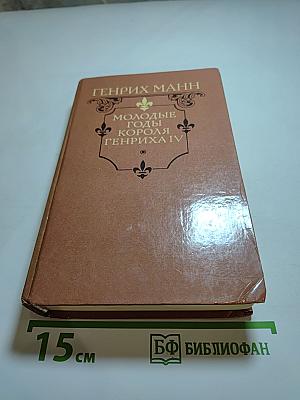 ГЕНРИХ МАНН
МОЛОДЫЕ
ГОДЫ
КОРОЛЯ
ГЕНРИХА IV
15 см
БФ БИБЛИОФАН